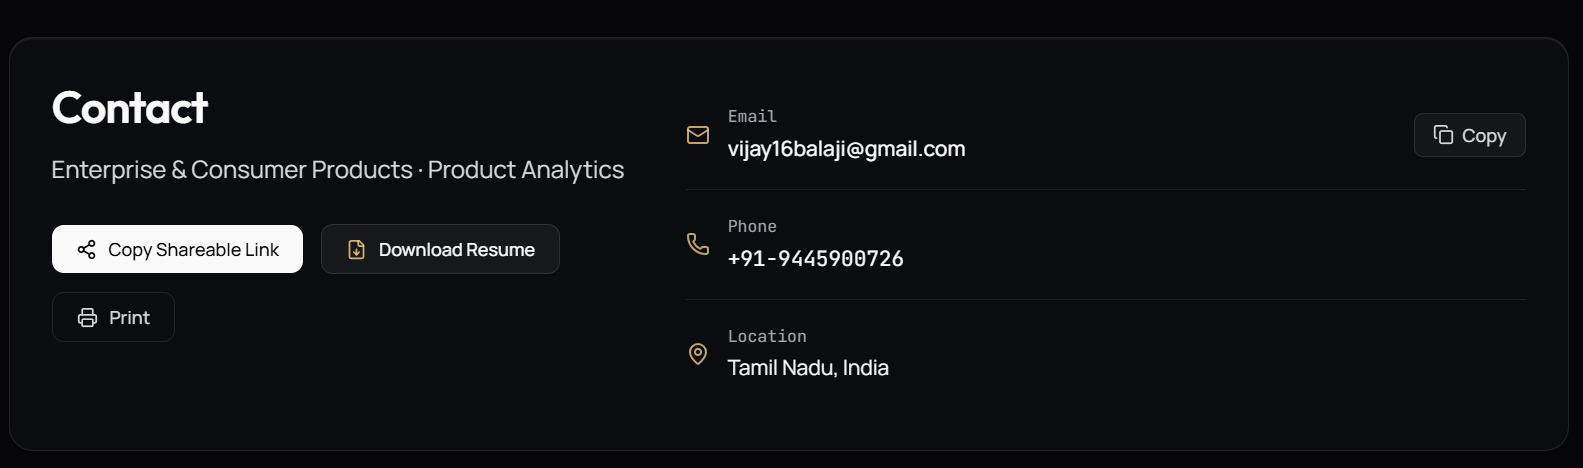 Contact
Enterprise & Consumer Products · Product Analytics
Copy Shareable Link
Download Resume
Print
Email
vijay16balaji@gmail.com
Copy
Phone
+91-9445900726
Location
Tamil Nadu, India